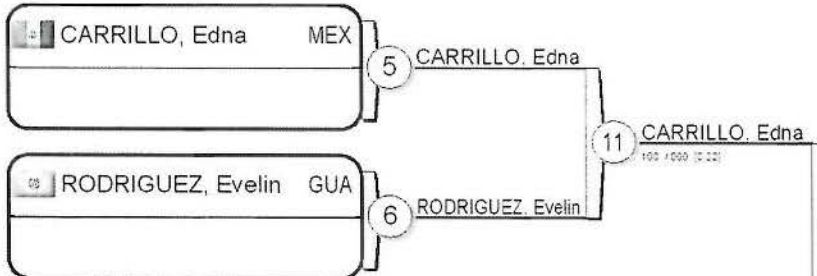 CARRILLO, Edna MEX
5
CARRILLO, Edna
11
CARRILLO, Edna
RODRIGUEZ, Evelin GUA
6
RODRIGUEZ, Evelin